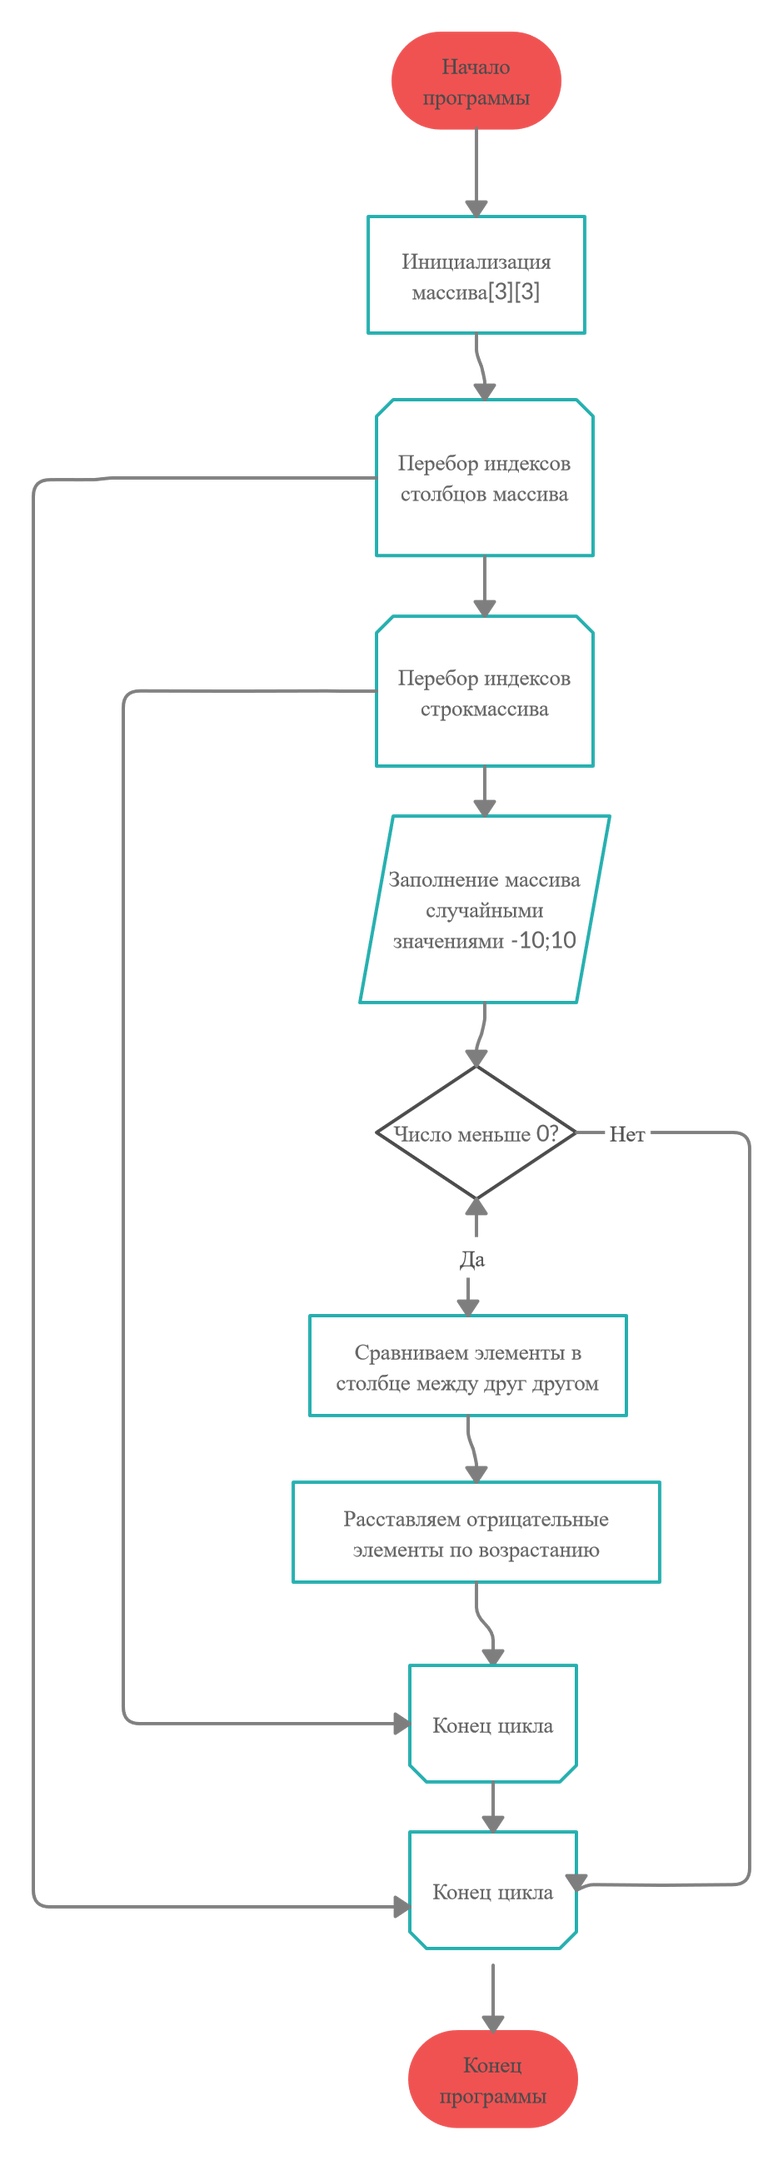 Начало
программы
Инициализация
массива[3][3]
Перебор индексов
столбцов массива
Перебор индексов
строкмассива
Заполнение массива
случайными
значениями -10;10
Число меньше 0?
Нет
Да
Сравниваем элементы в
столбце между друг другом
Расставляем отрицательные
элементы по возрастанию
Конец цикла
Конец цикла
Конец
программы